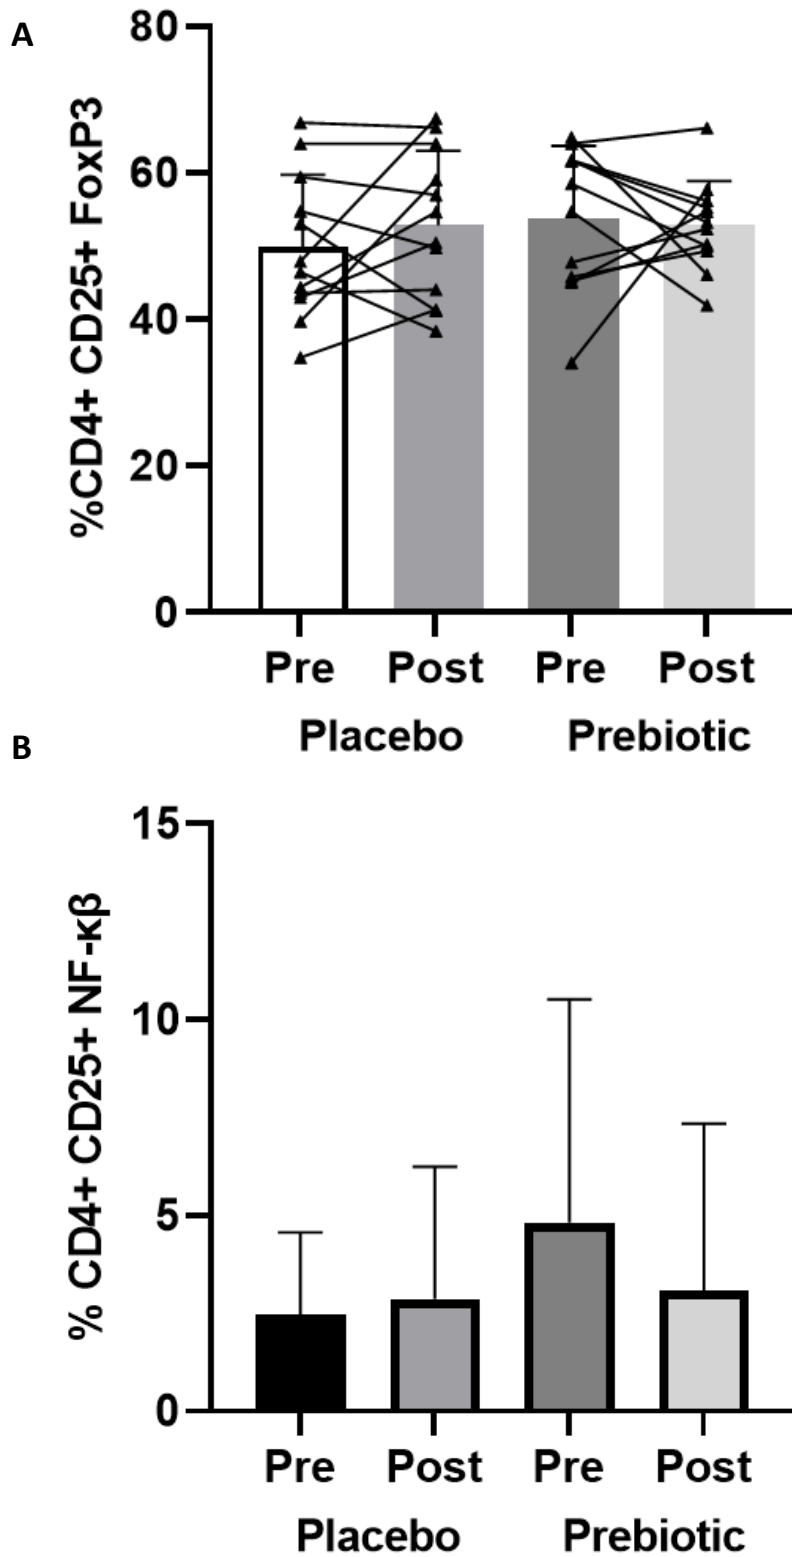 A
%CD4+ CD25+ FoxP3
80
60
40
20
0
Pre Post Pre Post
Placebo Prebiotic
B
% CD4+ CD25+ NF-κβ
15
10
5
0
Pre Post Pre Post
Placebo Prebiotic